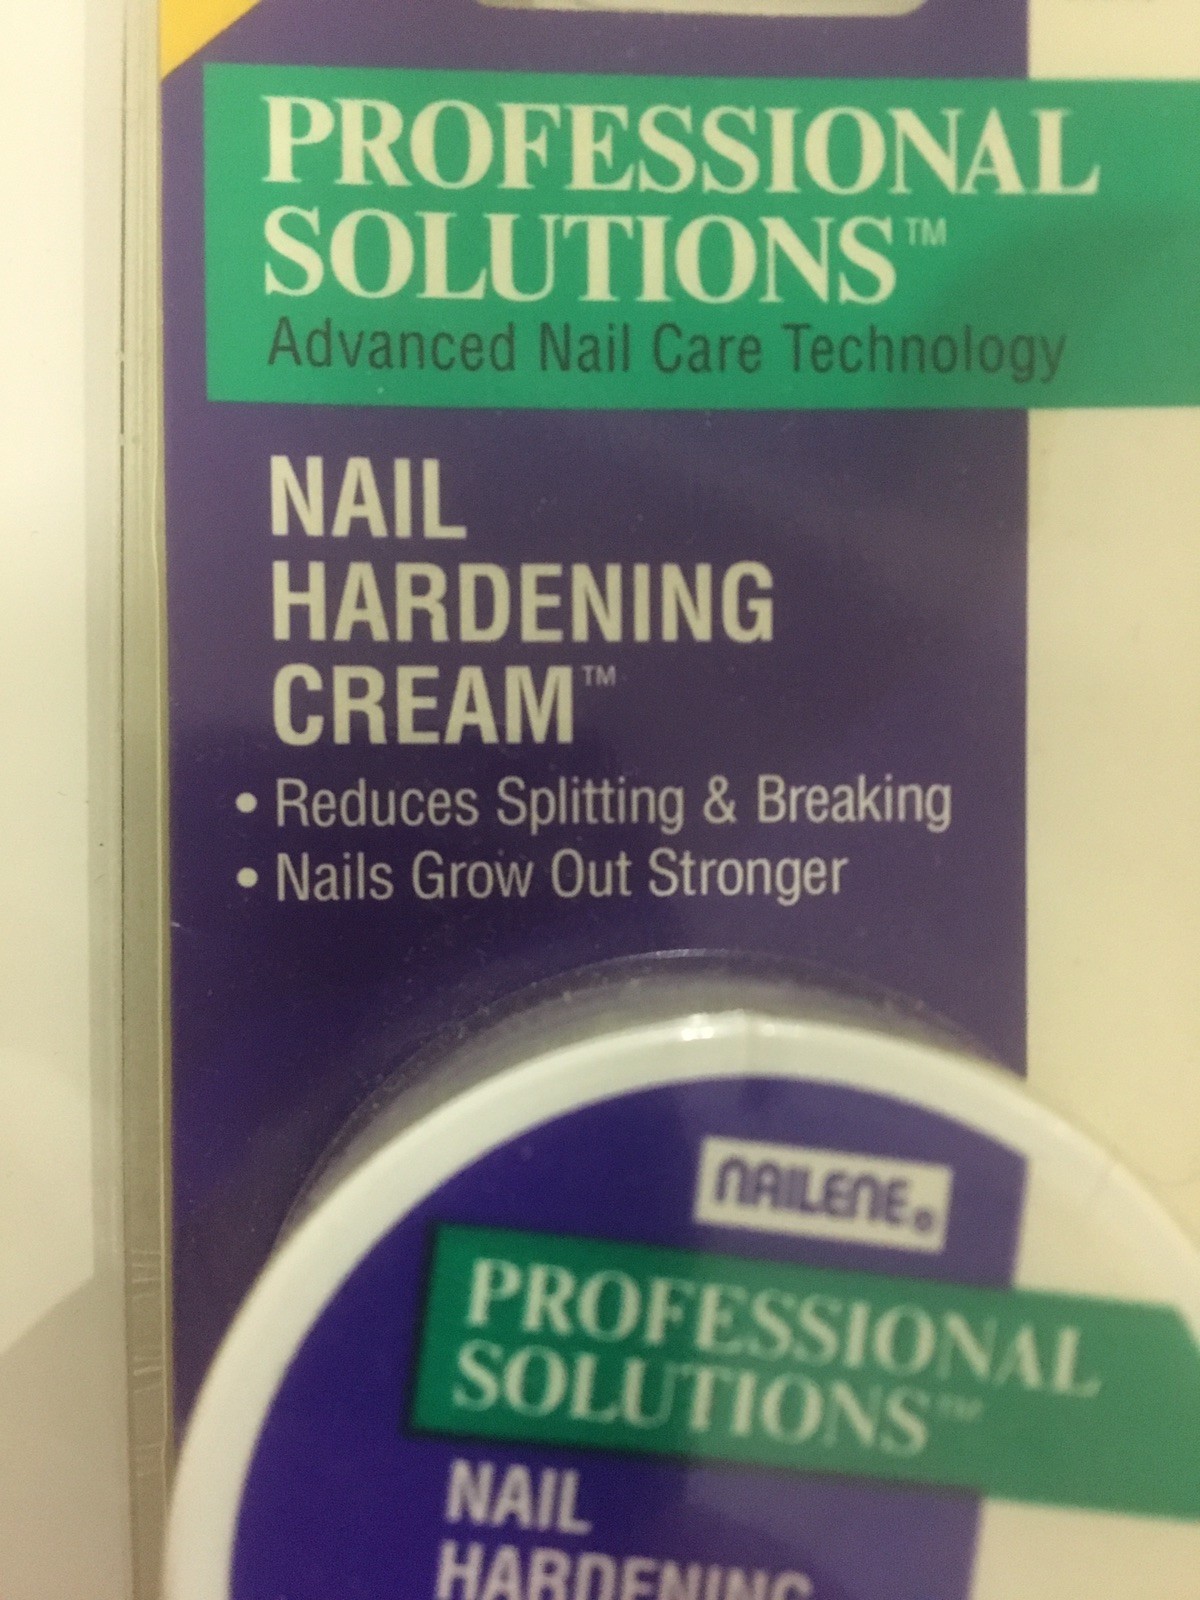 PROFESSIONAL
SOLUTIONS™
Advanced Nail Care Technology
NAIL
HARDENING
CREAM™
• Reduces Splitting & Breaking
• Nails Grow Out Stronger
NAILENE®
PROFESSIONAL
SOLUTIONS™
NAIL
HARDENING